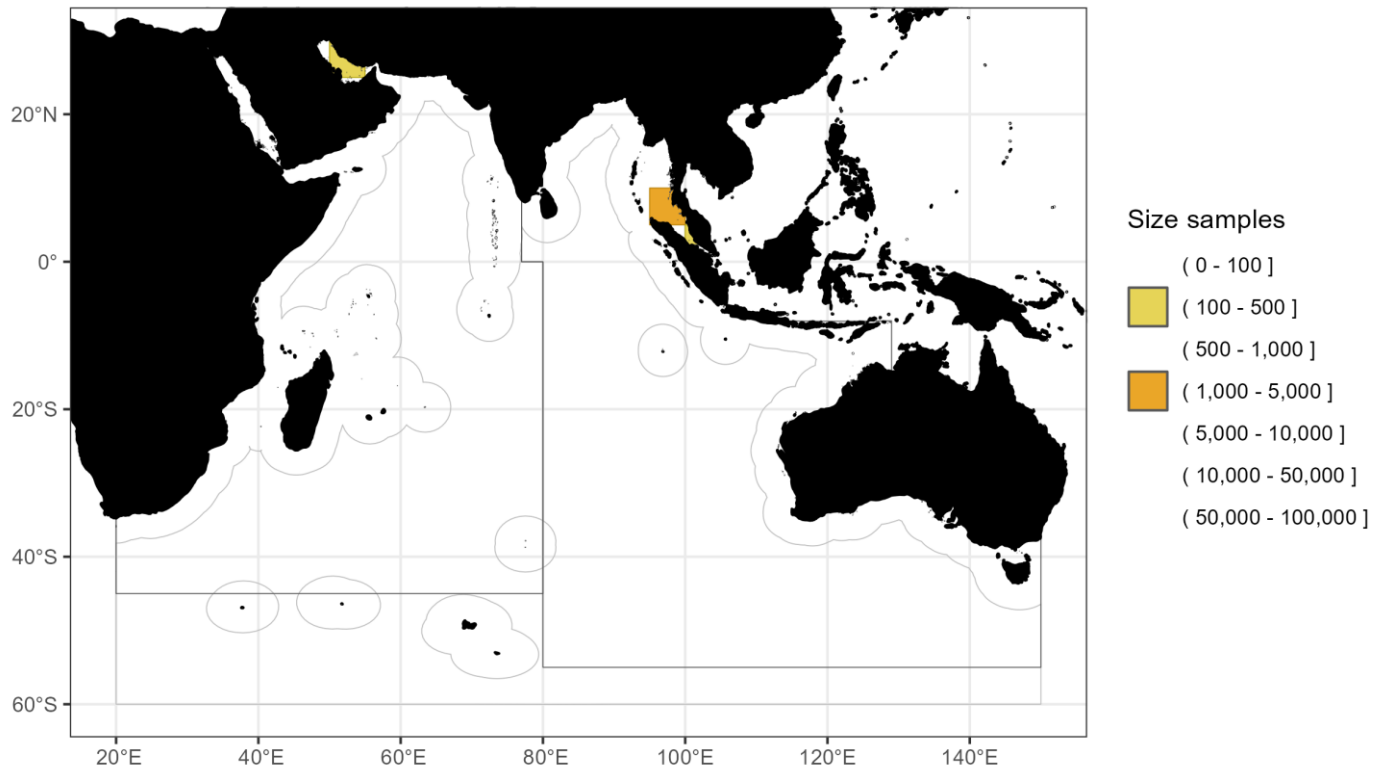 20°N
0°
20°S
40°S
60°S
20°E
40°E
60°E
80°E
100°E
120°E
140°E
Size samples
( 0 - 100 ]
( 100 - 500 ]
( 500 - 1,000 ]
( 1,000 - 5,000 ]
( 5,000 - 10,000 ]
( 10,000 - 50,000 ]
( 50,000 - 100,000 ]